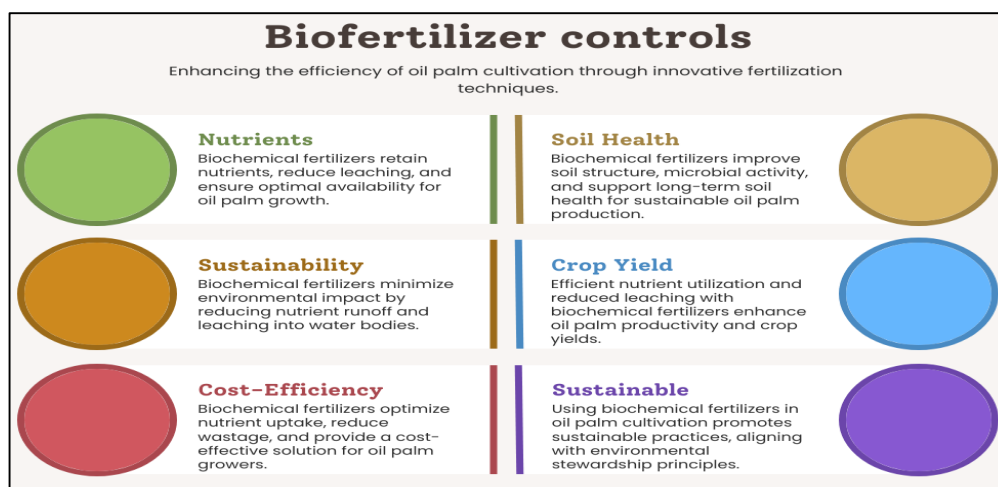 Biofertilizer controls
Enhancing the efficiency of oil palm cultivation through innovative fertilization
techniques.
Nutrients
Biochemical fertilizers retain
nutrients, reduce leaching, and
ensure optimal availability for
oil palm growth.
Soil Health
Biochemical fertilizers improve
soil structure, microbial activity,
and support long-term soil
health for sustainable oil palm
production.
Sustainability
Biochemical fertilizers minimize
environmental impact by
reducing nutrient runoff and
leaching into water bodies.
Crop Yield
Efficient nutrient utilization and
reduced leaching with
biochemical fertilizers enhance
oil palm productivity and crop
yields.
Cost-Efficiency
Biochemical fertilizers optimize
nutrient uptake, reduce
wastage, and provide a cost-
effective solution for oil palm
growers.
Sustainable
Using biochemical fertilizers in
oil palm cultivation promotes
sustainable practices, aligning
with environmental
stewardship principles.